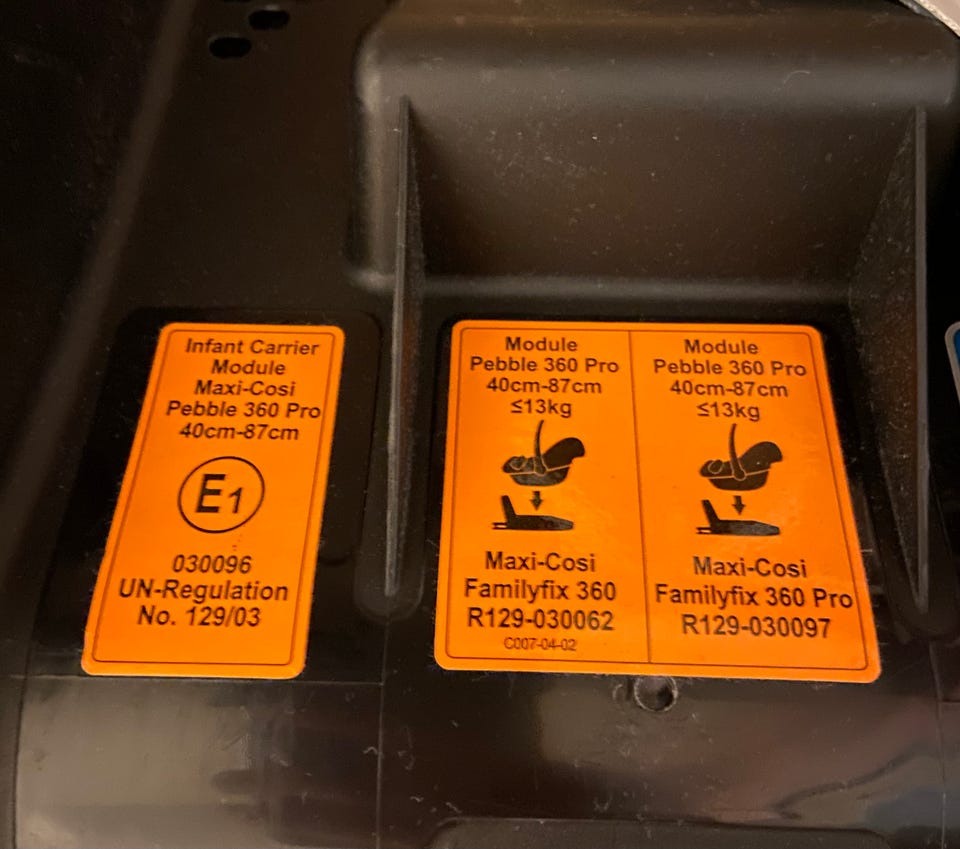 Infant Carrier
Module
Maxi-Cosi
Pebble 360 Pro
40cm-87cm
E1
030096
UN-Regulation
No. 129/03
Module
Pebble 360 Pro
40cm-87cm
≤13kg
Maxi-Cosi
Familyfix 360
R129-030062
C007-04-02
Module
Pebble 360 Pro
40cm-87cm
≤13kg
Maxi-Cosi
Familyfix 360 Pro
R129-030097